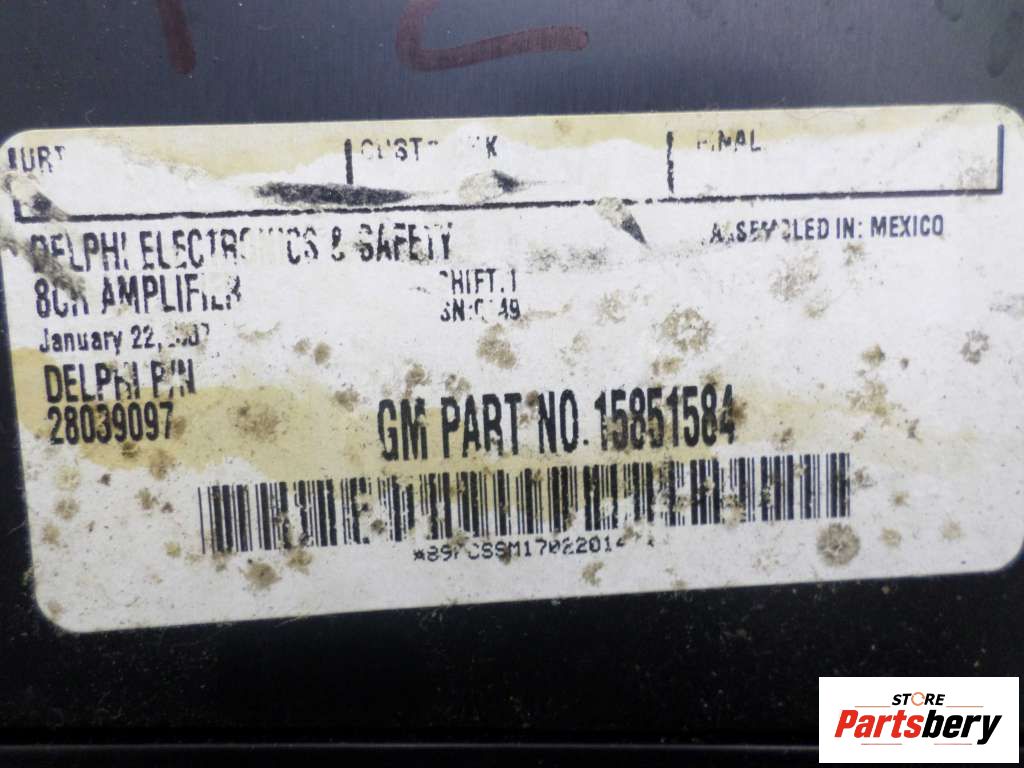 DELPHI ELECTRONICS & SAFETY
ASSEMBLED IN: MEXICO
8CH AMPLIFIER
SHIFT:1
January 22,
DELPHI P/N
28039097
GM PART NO. 15851584
STORE
Partsbery